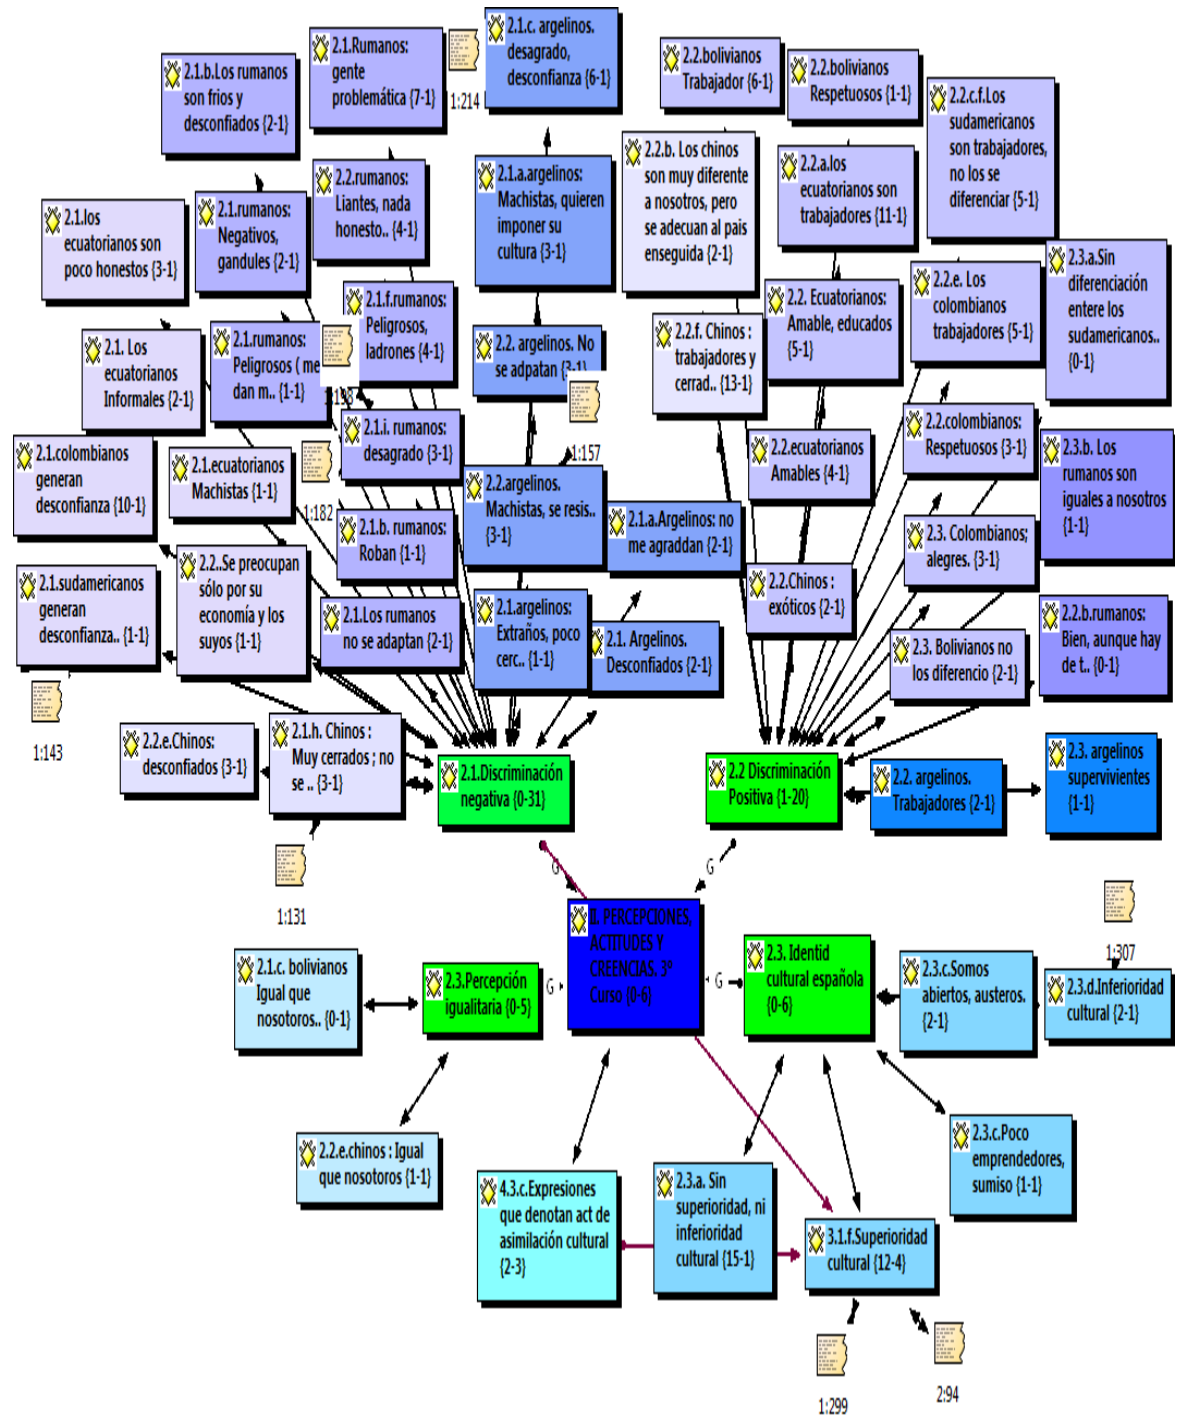 2.1.b.Los rumanos
son frios y
desconfiados {2-1}
2.1.Rumanos:
gente
problemática {7-1}
1:214
2.1.c. argelinos.
desagrado,
desconfianza {6-1}
2.2.bolivianos
Trabajador {6-1}
2.2.bolivianos
Respetuosos {1-1}
2.2.c.f.Los
sudamericanos
son trabajadores,
no los se
diferenciar {5-1}
2.1.los
ecuatorianos son
poco honestos {3-1}
2.1.rumanos:
Negativos,
gandules {2-1}
2.2.rumanos:
Liantes, nada
honesto.. {4-1}
2.1.a.argelinos:
Machistas, quieren
imponer su
cultura {3-1}
2.2.b. Los chinos
son muy diferente
a nosotros, pero
se adecuan al pais
enseguida {2-1}
2.2.a.los
ecuatorianos son
trabajadores {11-1}
2.3.a.Sin
diferenciación
entere los
sudamericanos..
{0-1}
2.1. Los
ecuatorianos
Informales {2-1}
2.1.rumanos:
Peligrosos ( me
dan m.. {1-1}
2.1.f.rumanos:
Peligrosos,
ladrones {4-1}
2.2. argelinos. No
se adpatan {3-1}
2.2.f. Chinos :
trabajadores y
cerrad.. {13-1}
2.2. Ecuatorianos:
Amable, educados
{5-1}
2.2.e. Los
colombianos
trabajadores {5-1}
2.1.colombianos
generan
desconfianza {10-1}
2.1.ecuatorianos
Machistas {1-1}
1:182
2.1.i. rumanos:
desagrado {3-1}
1:157
2.2.argelinos.
Machistas, se resis..
{3-1}
2.2.ecuatorianos
Amables {4-1}
2.2.colombianos:
Respetuosos {3-1}
2.3.b. Los
rumanos son
iguales a nosotros
{1-1}
2.1.sudamericanos
generan
desconfianza.. {1-1}
2.2..Se preocupan
sólo por su
economía y los
suyos {1-1}
2.1.b. rumanos:
Roban {1-1}
2.1.a.Argelinos: no
me agraddan {2-1}
2.2.Chinos :
exóticos {2-1}
2.3. Colombianos;
alegres. {3-1}
2.1.Los rumanos
no se adaptan {2-1}
2.1.argelinos:
Extraños, poco
cerc.. {1-1}
2.1. Argelinos.
Desconfiados {2-1}
2.3. Bolivianos no
los diferencio {2-1}
2.2.b.rumanos:
Bien, aunque hay
de t.. {0-1}
1:143
2.2.e.Chinos:
desconfiados {3-1}
2.1.h. Chinos :
Muy cerrados ; no
se .. {3-1}
2.1.Discriminación
negativa {0-31}
2.2 Discriminación
Positiva {1-20}
2.2. argelinos.
Trabajadores {2-1}
2.3. argelinos
supervivientes
{1-1}
1:131
G
G
II. PERCEPCIONES,
ACTITUDES Y
CREENCIAS. 3º
Curso {0-6}
1:307
2.1.c. bolivianos
Igual que
nosotoros.. {0-1}
2.3.Percepción
igualitaria {0-5}
G
G
2.3. Identid
cultural española
{0-6}
2.3.c.Somos
abiertos, austeros.
{2-1}
2.3.d.Inferioridad
cultural {2-1}
2.2.e.chinos : Igual
que nosotoros {1-1}
4.3.c.Expresiones
que denotan act de
asimilación cultural
{2-3}
2.3.a. Sin
superioridad, ni
inferioridad
cultural {15-1}
2.3.c.Poco
emprendedores,
sumiso {1-1}
3.1.f.Superioridad
cultural {12-4}
1:299
2:94